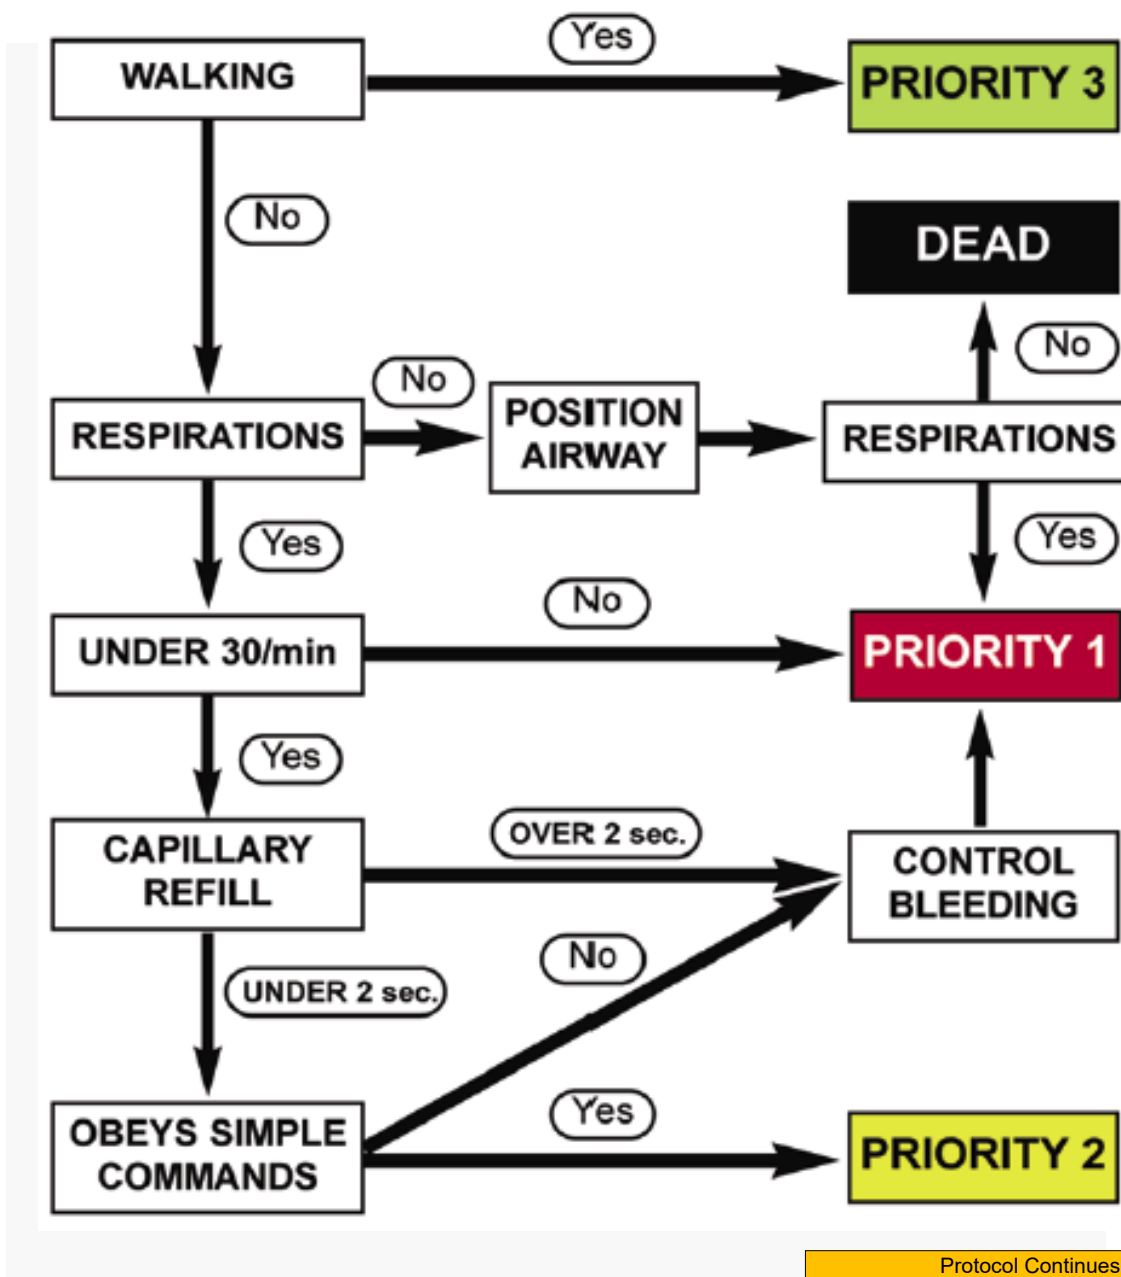 Yes
WALKING
PRIORITY 3
No
DEAD
No
No
POSITION
AIRWAY
RESPIRATIONS
RESPIRATIONS
Yes
Yes
No
UNDER 30/min
PRIORITY 1
Yes
OVER 2 sec.
CAPILLARY
REFILL
CONTROL
BLEEDING
No
UNDER 2 sec.
Yes
OBEYS SIMPLE
COMMANDS
PRIORITY 2
Protocol Continues